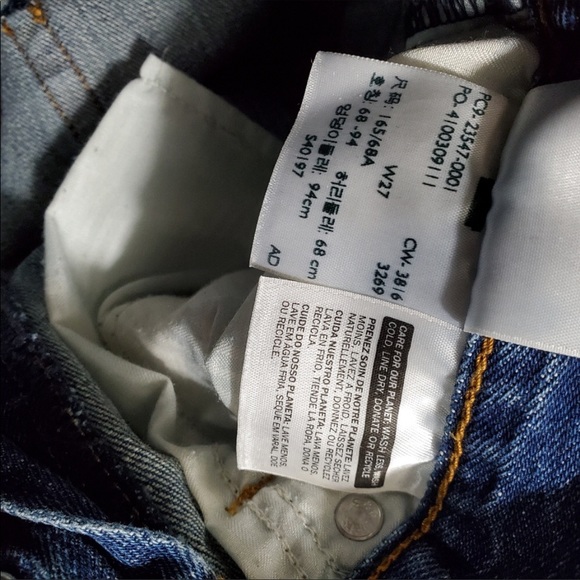 PC9- 23547-0001
PO- 4100309111
尺码: 165/68A W27
호칭: 68-94 CW- 3816
엉덩이둘레: 94cm 3269
허리둘레: 68 cm
S40197 AD
CARE FOR OUR PLANET: WASH LESS, WASH
COLD, LINE DRY, DONATE OR RECYCLE
PRENEZ SOIN DE NOTRE PLANÈTE: LAVEZ
MOINS, LAVEZ À FROID, LAISSEZ SÉCHER
NATURELLEMENT, DONNEZ OU RECYCLEZ
CUIDA NUESTRO PLANETA: LAVA MENOS,
LAVA EN FRÍO, TIENDE LA ROPA, DONA O
RECICLA.
CUIDE DO NOSSO PLANETA: LAVE MENOS,
LAVE EM ÁGUA FRIA, SEQUE EM VARAL, DOE
OU RECICLE.